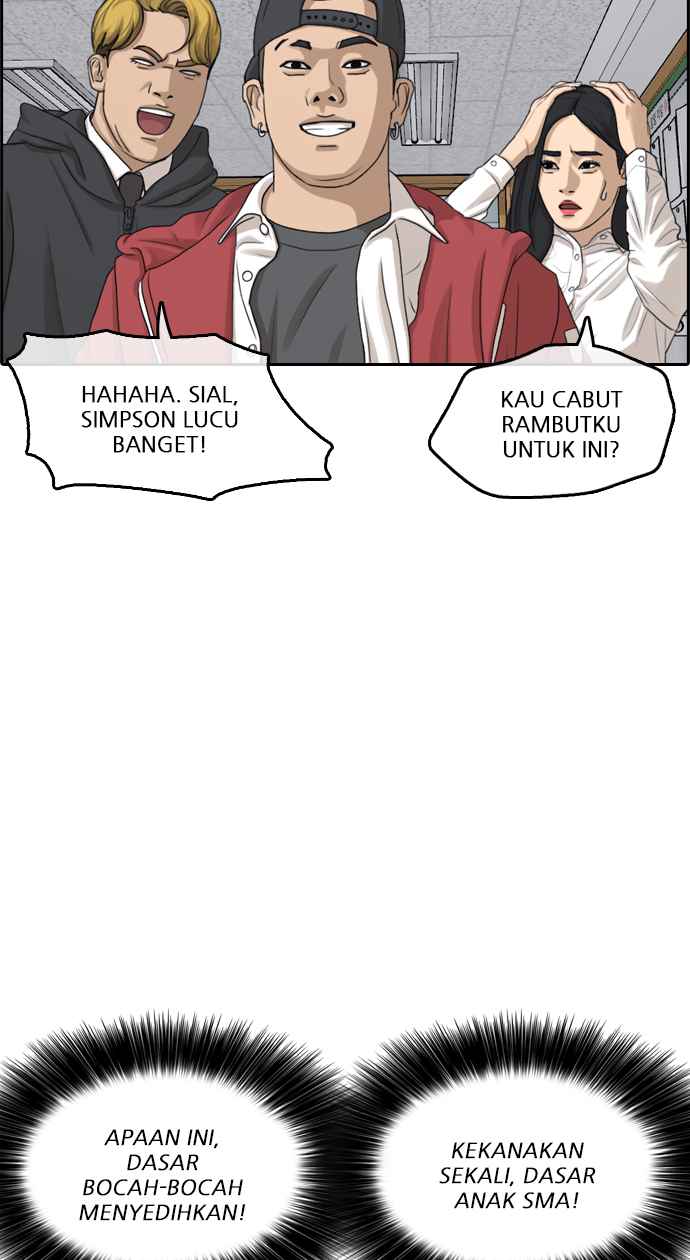 HAHAHA. SIAL,
SIMPSON LUCU
BANGET!
KAU CABUT
RAMBUTKU
UNTUK INI?
APAAN INI,
DASAR
BOCAH-BOCAH
MENYEDIHKAN!
KEKANAKAN
SEKALI, DASAR
ANAK SMA!